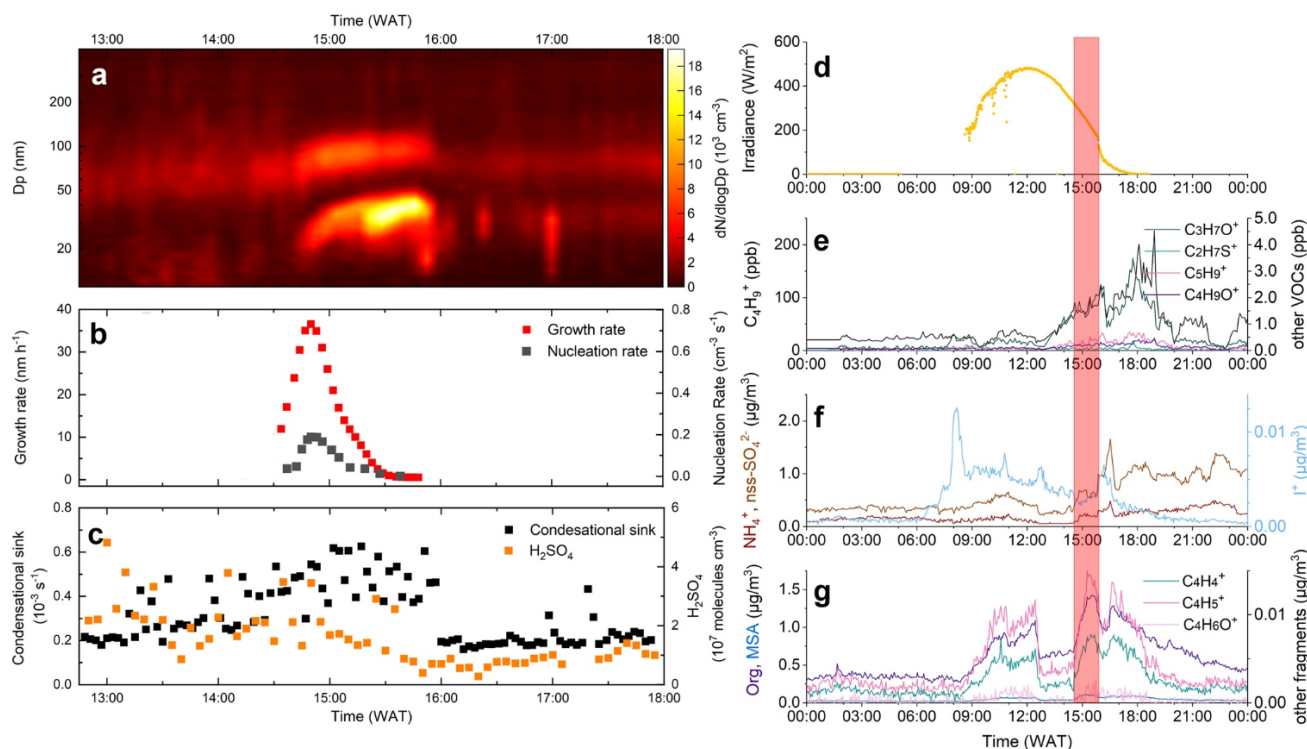 Time (WAT)
13:00 14:00 15:00 16:00 17:00 18:00
a
Dp (nm)
200
100
50
20
18
16
14
12
10
8
6
4
2
0
dN/dlogDp (10³ cm⁻³)
b
Growth rate (nm h⁻¹)
40
30
20
10
0
Growth rate
Nucleation rate
0.8
0.6
0.4
0.2
0.0
Nucleation Rate (cm⁻³ s⁻¹)
c
Condensational sink
(10⁻³ s⁻¹)
0.8
0.6
0.4
0.2
0.0
Condesational sink
H₂SO₄
6
4
2
0
H₂SO₄
(10⁷ molecules cm⁻³)
13:00 14:00 15:00 16:00 17:00 18:00
Time (WAT)
d
Irradiance (W/m²)
600
400
200
0
00:00 03:00 06:00 09:00 12:00 15:00 18:00 21:00 00:00
e
C₄H₉⁺ (ppb)
200
100
0
C₃H₇O⁺
C₂H₇S⁺
C₅H₉⁺
C₄H₉O⁺
5.0
4.0
3.0
2.0
1.0
0.0
other VOCs (ppb)
00:00 03:00 06:00 09:00 12:00 15:00 18:00 21:00 00:00
f
NH₄⁺, nss-SO₄²⁻ (µg/m³)
2.0
1.0
0.0
0.01
0.00
I⁺ (µg/m³)
00:00 03:00 06:00 09:00 12:00 15:00 18:00 21:00 00:00
g
Org, MSA (µg/m³)
1.5
1.0
0.5
0.0
C₄H₄⁺
C₄H₅⁺
C₄H₆O⁺
0.01
0.00
other fragments (µg/m³)
00:00 03:00 06:00 09:00 12:00 15:00 18:00 21:00 00:00
Time (WAT)